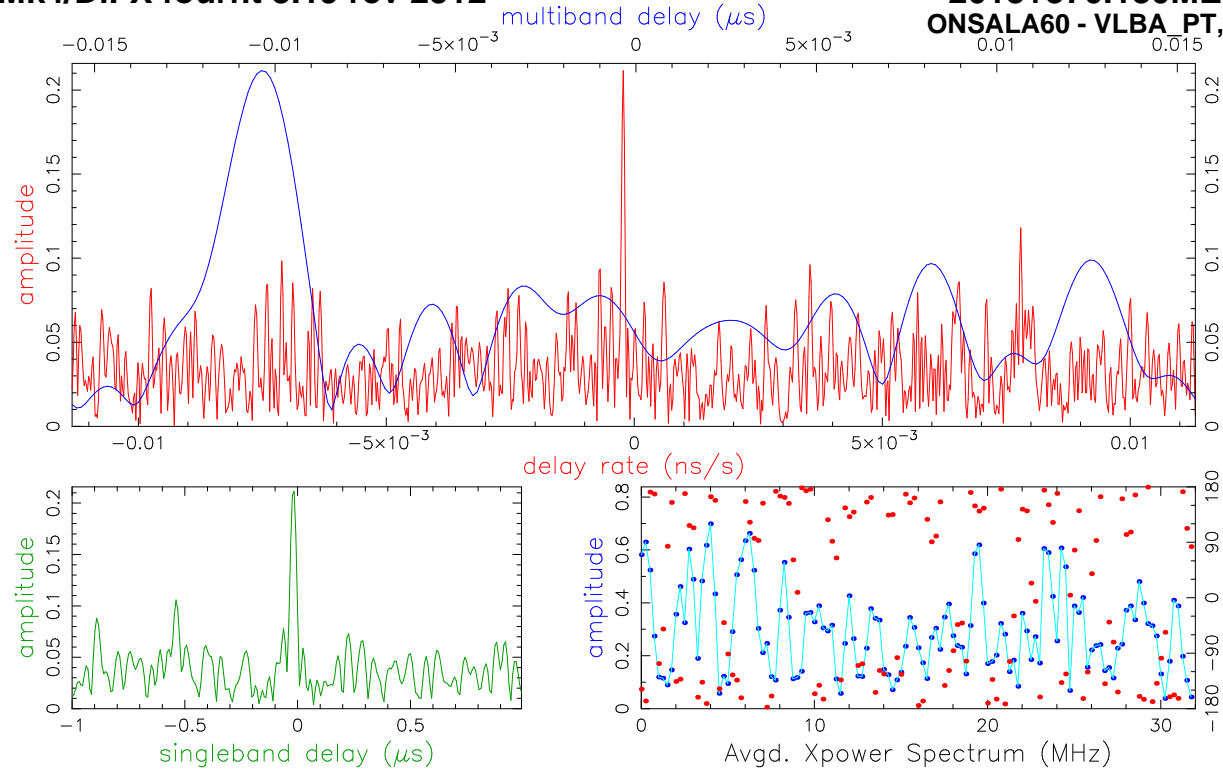 multiband delay (μs)
ONSALA60 - VLBA_PT,
−0.015 −0.01 −5×10⁻³ 0 5×10⁻³ 0.01 0.015
amplitude
0 0.05 0.1 0.15 0.2
0 0.05 0.1 0.15 0.2
−0.01 −5×10⁻³ 0 5×10⁻³ 0.01
delay rate (ns/s)
amplitude
0 0.05 0.1 0.15 0.2
−1 −0.5 0 0.5
singleband delay (μs)
amplitude
0 0.2 0.4 0.6 0.8
−180 −90 0 90 180
0 10 20 30
Avgd. Xpower Spectrum (MHz)